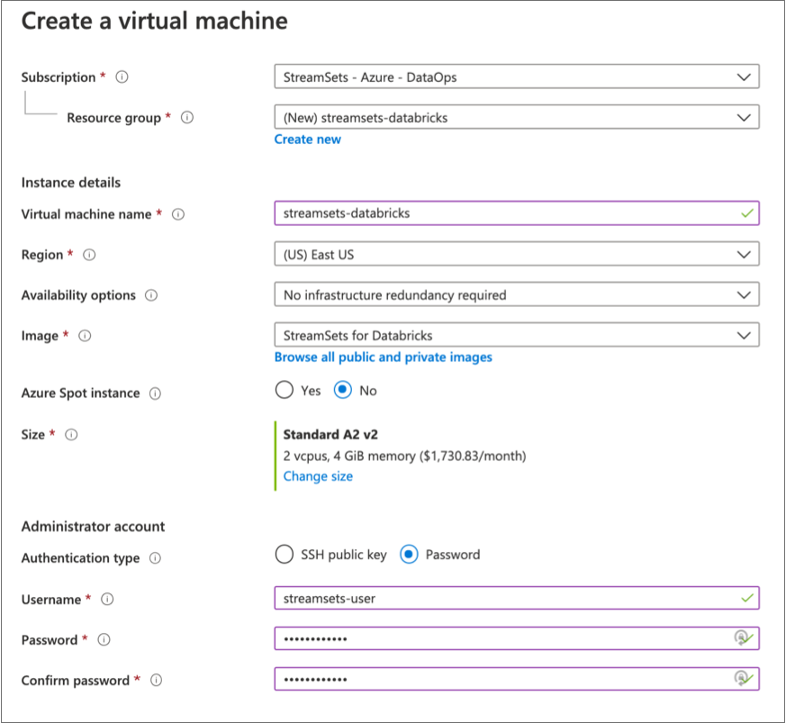 Create a virtual machine
Subscription * StreamSets - Azure - DataOps
Resource group * (New) streamsets-databricks
Create new
Instance details
Virtual machine name * streamsets-databricks
Region * (US) East US
Availability options No infrastructure redundancy required
Image * StreamSets for Databricks
Browse all public and private images
Azure Spot instance Yes No
Size * Standard A2 v2
2 vcpus, 4 GiB memory ($1,730.83/month)
Change size
Administrator account
Authentication type SSH public key Password
Username * streamsets-user
Password * ••••••••••••
Confirm password * ••••••••••••